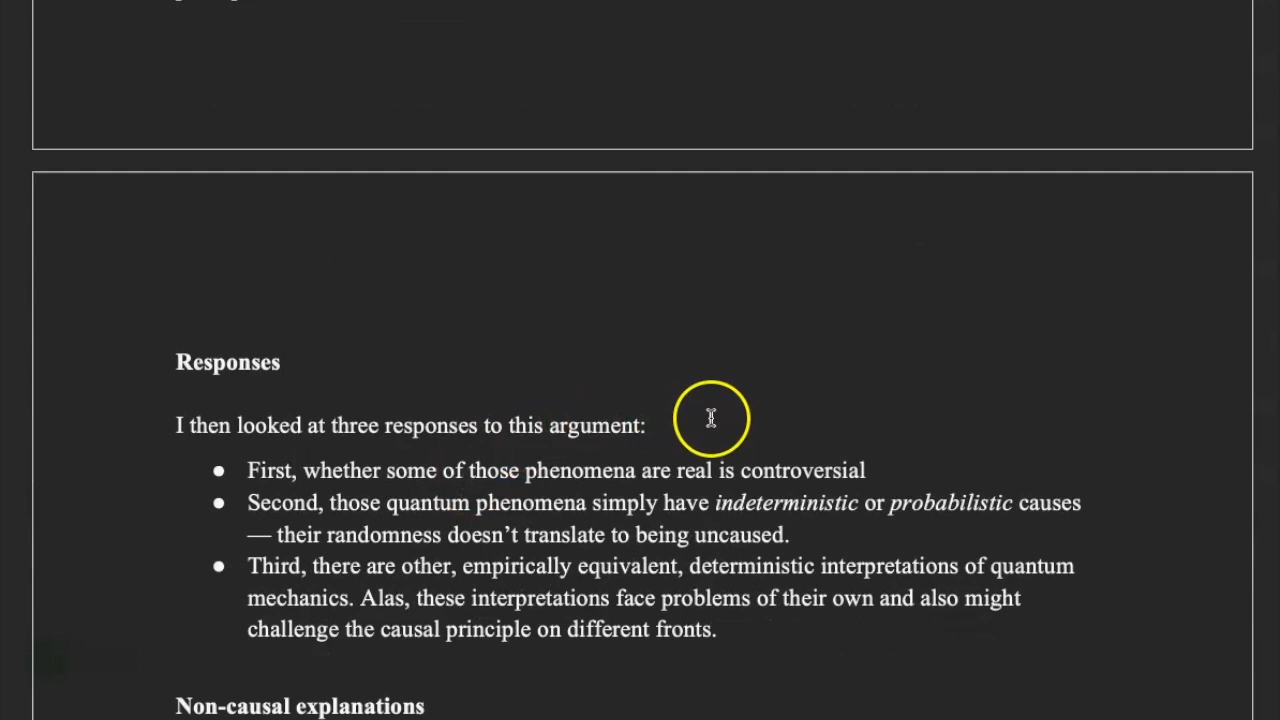 Responses
I then looked at three responses to this argument:
● First, whether some of those phenomena are real is controversial
● Second, those quantum phenomena simply have indeterministic or probabilistic causes
— their randomness doesn’t translate to being uncaused.
● Third, there are other, empirically equivalent, deterministic interpretations of quantum
mechanics. Alas, these interpretations face problems of their own and also might
challenge the causal principle on different fronts.
Non-causal explanations